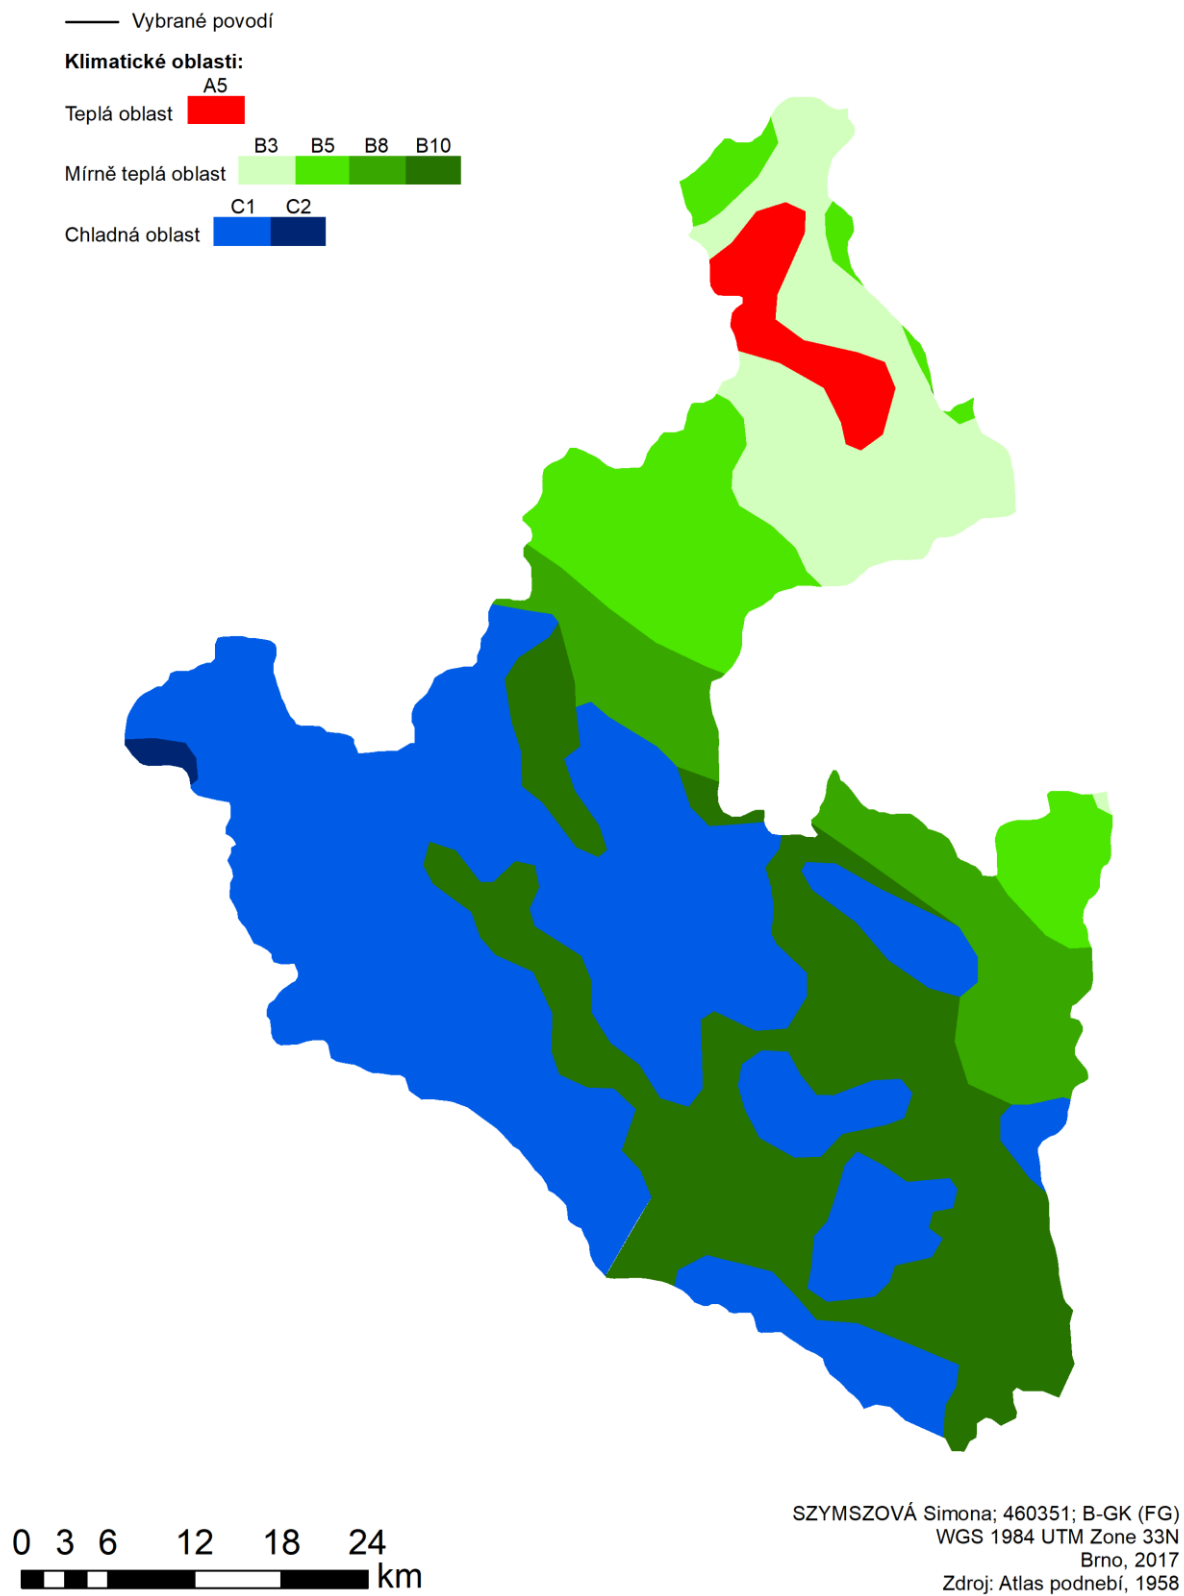 Vybrané povodí
Klimatické oblasti:
A5
Teplá oblast
B3 B5 B8 B10
Mírně teplá oblast
C1 C2
Chladná oblast
0 3 6 12 18 24
km
SZYMSZOVÁ Simona; 460351; B-GK (FG)
WGS 1984 UTM Zone 33N
Brno, 2017
Zdroj: Atlas podnebí, 1958